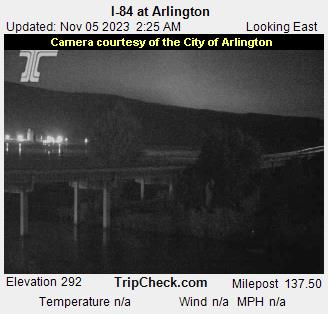 I-84 at Arlington
Updated: Nov 05 2023 2:25 AM Looking East
Camera courtesy of the City of Arlington
Elevation 292 TripCheck.com Milepost 137.50
Temperature n/a Wind n/a MPH n/a